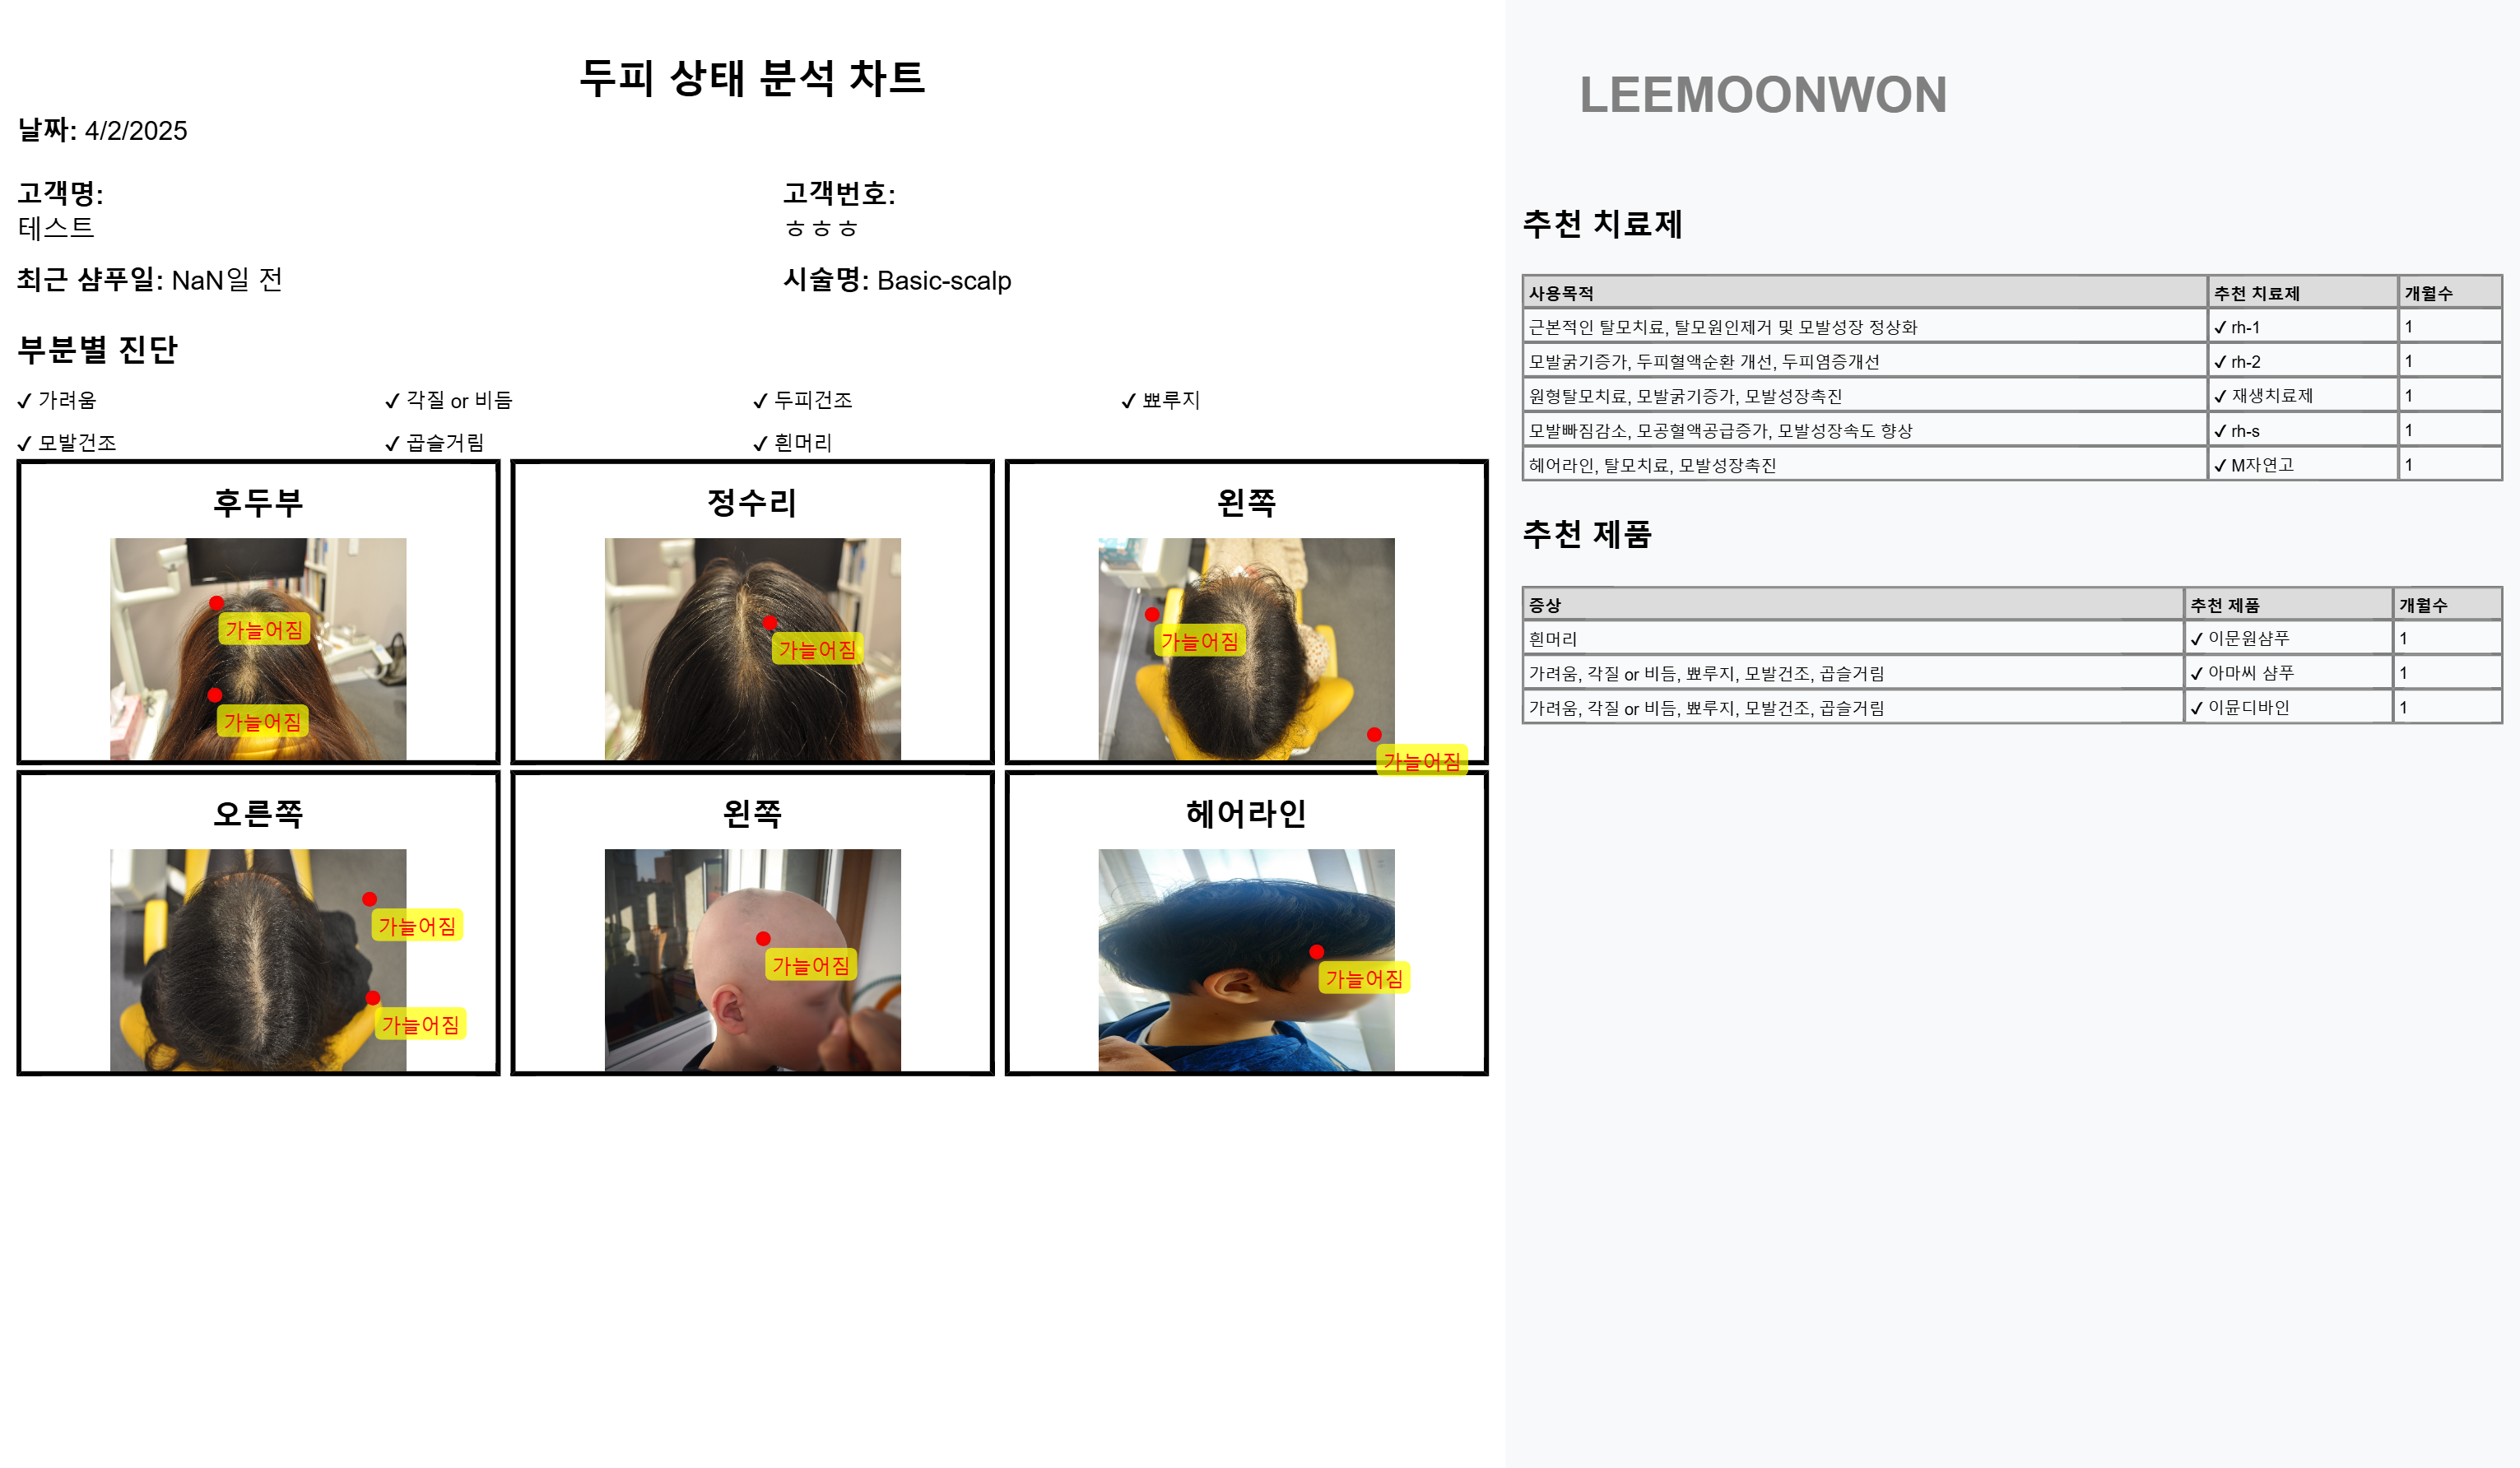 두피 상태 분석 차트
날짜: 4/2/2025
고객명:
테스트
고객번호:
ㅎㅎㅎ
최근 샴푸일: NaN일 전
시술명: Basic-scalp
부분별 진단
✓ 가려움
✓ 각질 or 비듬
✓ 두피건조
✓ 뾰루지
✓ 모발건조
✓ 곱슬거림
✓ 흰머리
후두부
가늘어짐
가늘어짐
정수리
가늘어짐
왼쪽
가늘어짐
가늘어짐
오른쪽
가늘어짐
가늘어짐
왼쪽
가늘어짐
헤어라인
가늘어짐
LEEMOONWON
추천 치료제
사용목적 추천 치료제 개월수
근본적인 탈모치료, 탈모원인제거 및 모발성장 정상화 ✓ rh-1 1
모발굵기증가, 두피혈액순환 개선, 두피염증개선 ✓ rh-2 1
원형탈모치료, 모발굵기증가, 모발성장촉진 ✓ 재생치료제 1
모발빠짐감소, 모공혈액공급증가, 모발성장속도 향상 ✓ rh-s 1
헤어라인, 탈모치료, 모발성장촉진 ✓ M자연고 1
추천 제품
증상 추천 제품 개월수
흰머리 ✓ 이문원샴푸 1
가려움, 각질 or 비듬, 뾰루지, 모발건조, 곱슬거림 ✓ 아마씨 샴푸 1
가려움, 각질 or 비듬, 뾰루지, 모발건조, 곱슬거림 ✓ 이뮨디바인 1